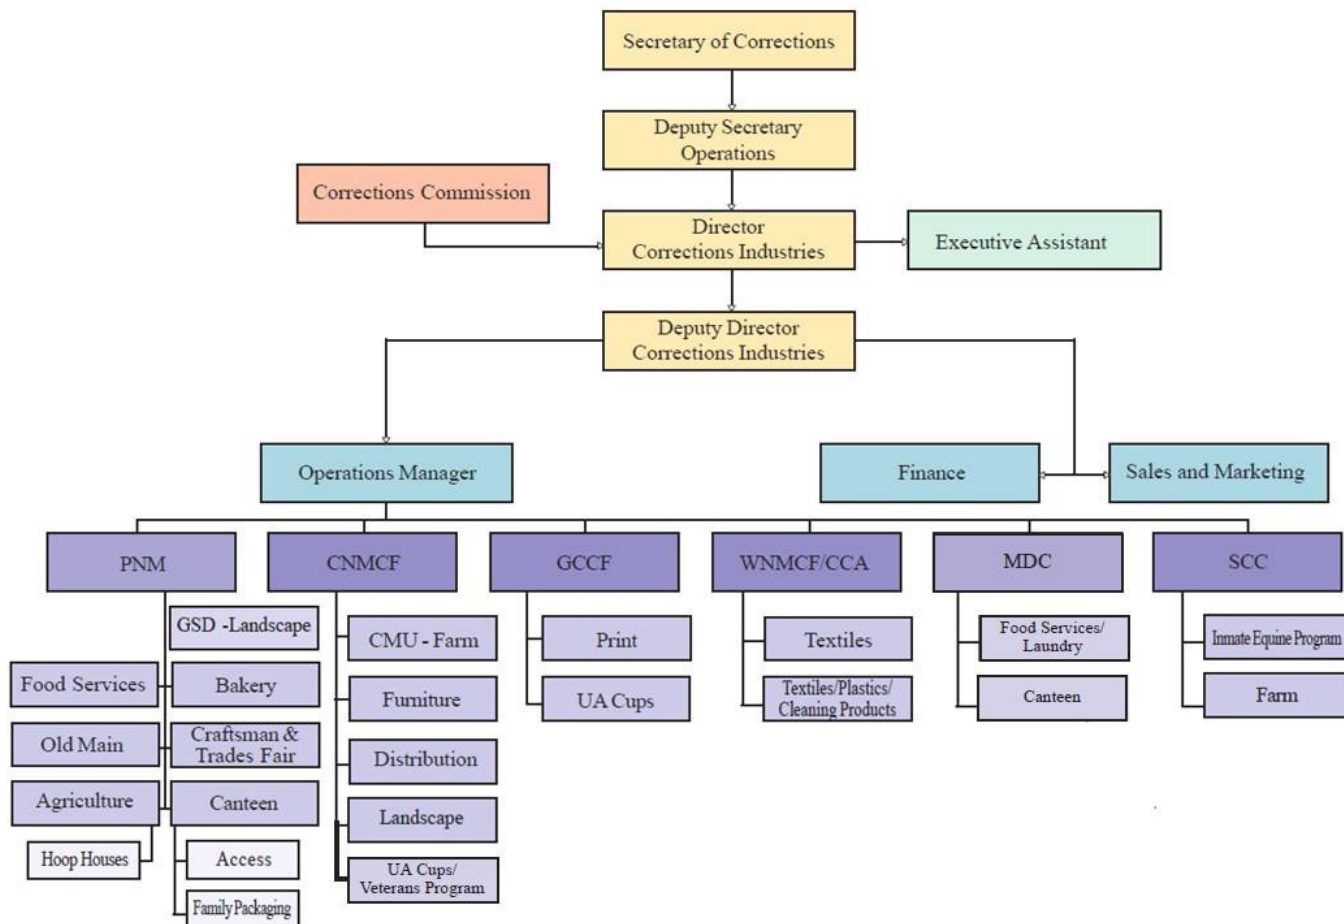 Secretary of Corrections
Deputy Secretary
Operations
Corrections Commission
Director
Corrections Industries
Executive Assistant
Deputy Director
Corrections Industries
Operations Manager
Finance
Sales and Marketing
PNM
CNMCF
GCCF
WNMCF/CCA
MDC
SCC
GSD -Landscape
Food Services
Bakery
Old Main
Craftsman &
Trades Fair
Agriculture
Canteen
Hoop Houses
Access
Family Packaging
CMU - Farm
Furniture
Distribution
Landscape
UA Cups/
Veterans Program
Print
UA Cups
Textiles
Textiles/Plastics/
Cleaning Products
Food Services/
Laundry
Canteen
Inmate Equine Program
Farm